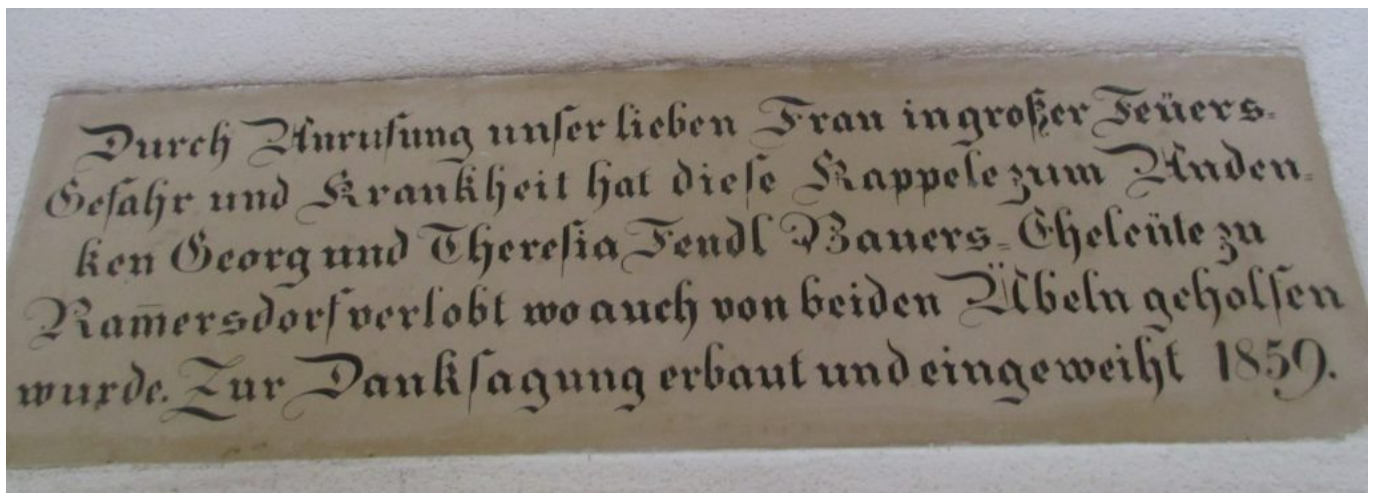 Durch Anrufung unser lieben Frau in großer Feüers=
Gefahr und Krankheit hat diese Kappele zum Anden=
ken Georg und Theresia Fendl Bauers=Eheleüte zu
Ram̅ersdorf verlobt wo auch von beiden Übeln geholfen
wurde. Zur Danksagung erbaut und eingeweiht 1859.